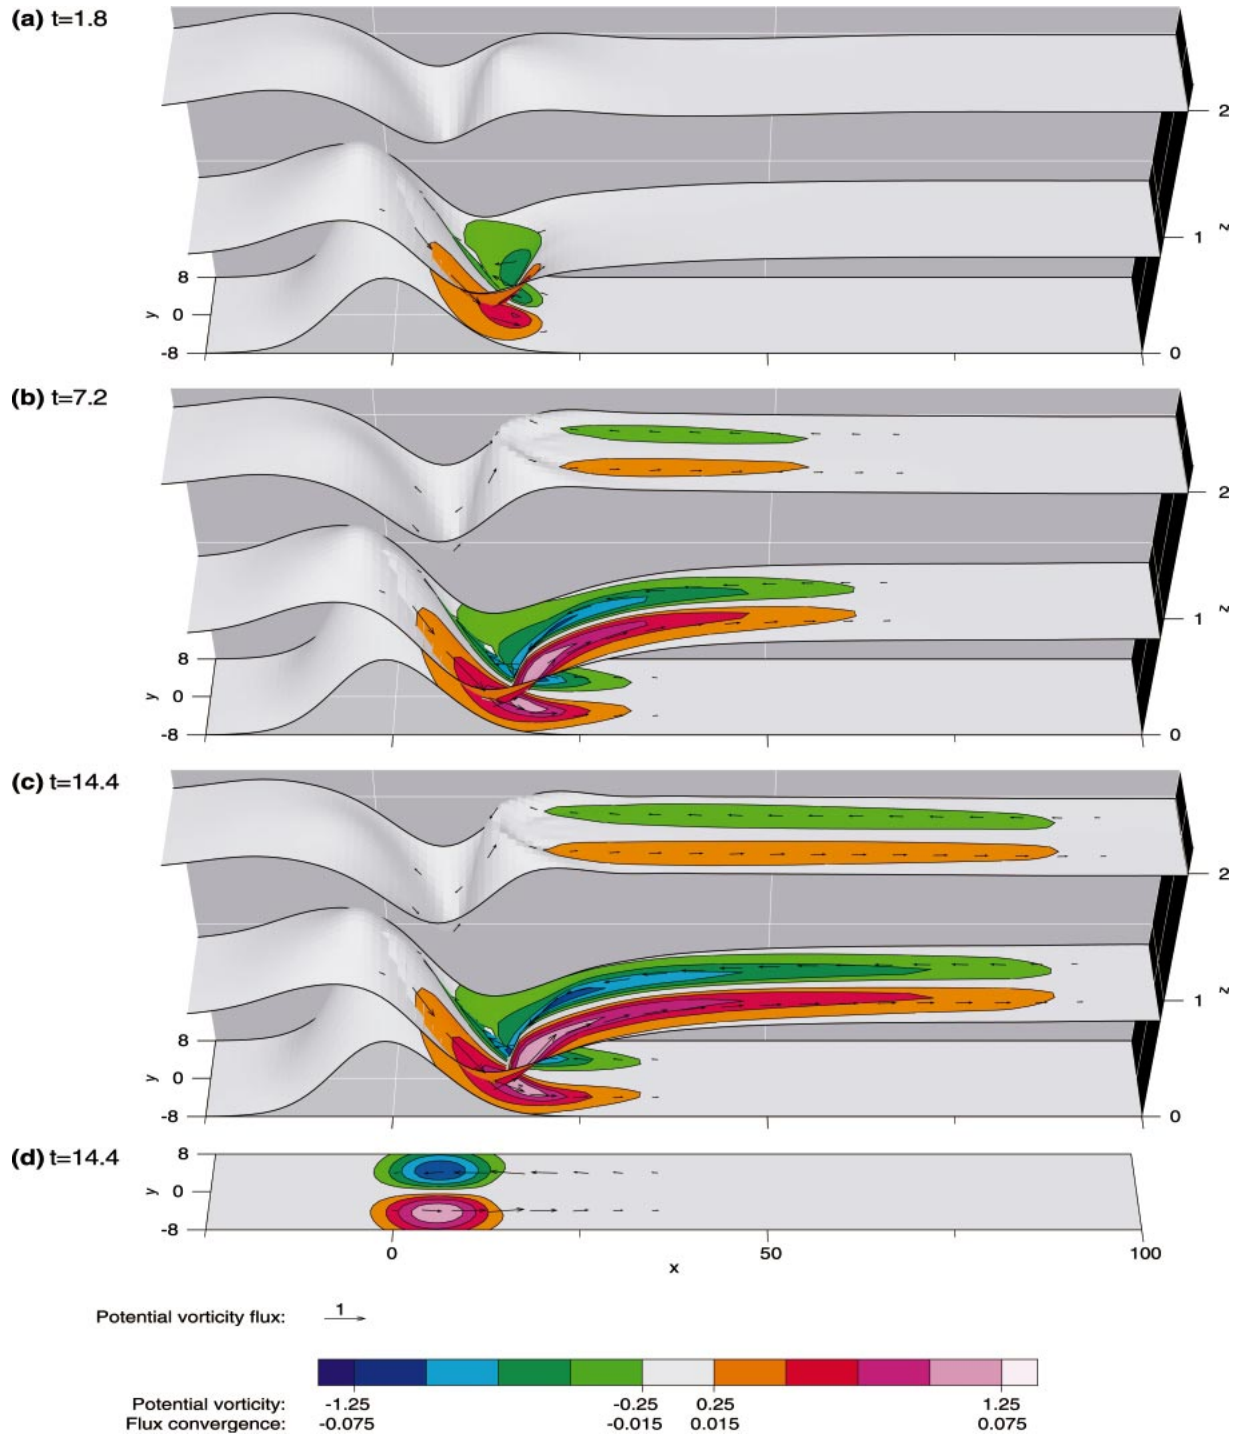 (a) t=1.8
2
1
z
8
y 0
-8
0
(b) t=7.2
2
1
z
8
y 0
-8
0
(c) t=14.4
2
1
z
8
y 0
-8
0
(d) t=14.4
8
y 0
-8
0 50 100
x
Potential vorticity flux: 1
Potential vorticity: -1.25 -0.25 0.25 1.25
Flux convergence: -0.075 -0.015 0.015 0.075